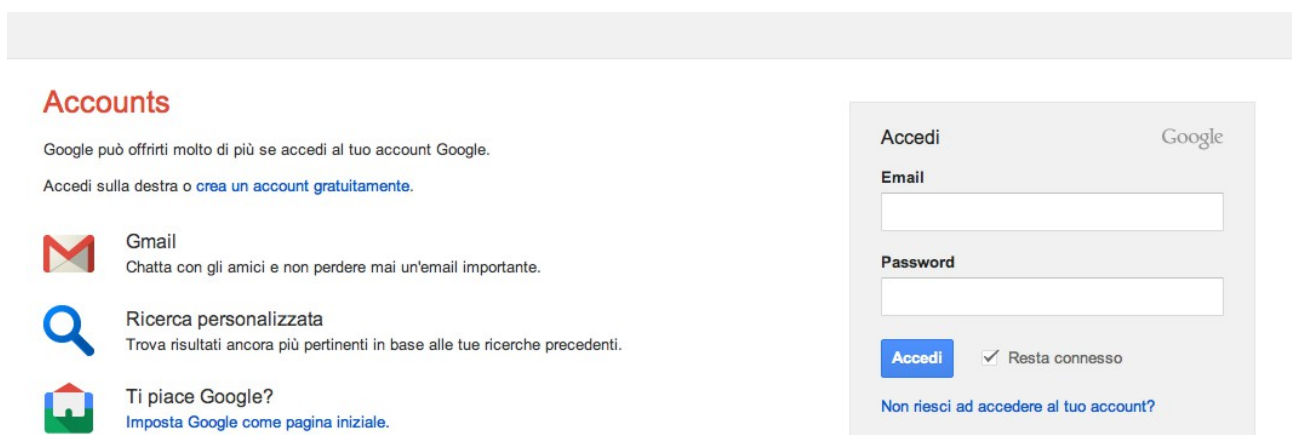 Accounts
Google può offrirti molto di più se accedi al tuo account Google.
Accedi sulla destra o crea un account gratuitamente.
Gmail
Chatta con gli amici e non perdere mai un'email importante.
Ricerca personalizzata
Trova risultati ancora più pertinenti in base alle tue ricerche precedenti.
Ti piace Google?
Imposta Google come pagina iniziale.
Accedi Google
Email
Password
Accedi Resta connesso
Non riesci ad accedere al tuo account?